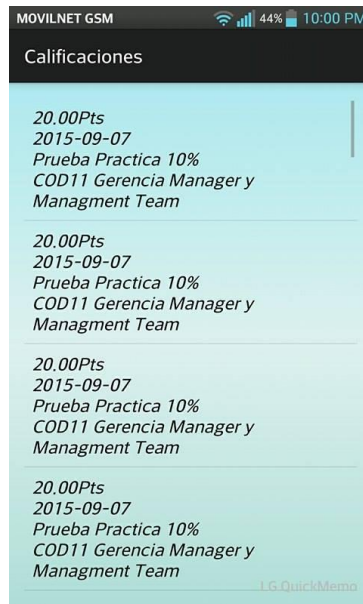 MOVILNET GSM 44% 10:00 PM
Calificaciones
20.00Pts
2015-09-07
Prueba Practica 10%
COD11 Gerencia Manager y
Managment Team
20.00Pts
2015-09-07
Prueba Practica 10%
COD11 Gerencia Manager y
Managment Team
20.00Pts
2015-09-07
Prueba Practica 10%
COD11 Gerencia Manager y
Managment Team
20.00Pts
2015-09-07
Prueba Practica 10%
COD11 Gerencia Manager y
Managment Team
LG QuickMemo